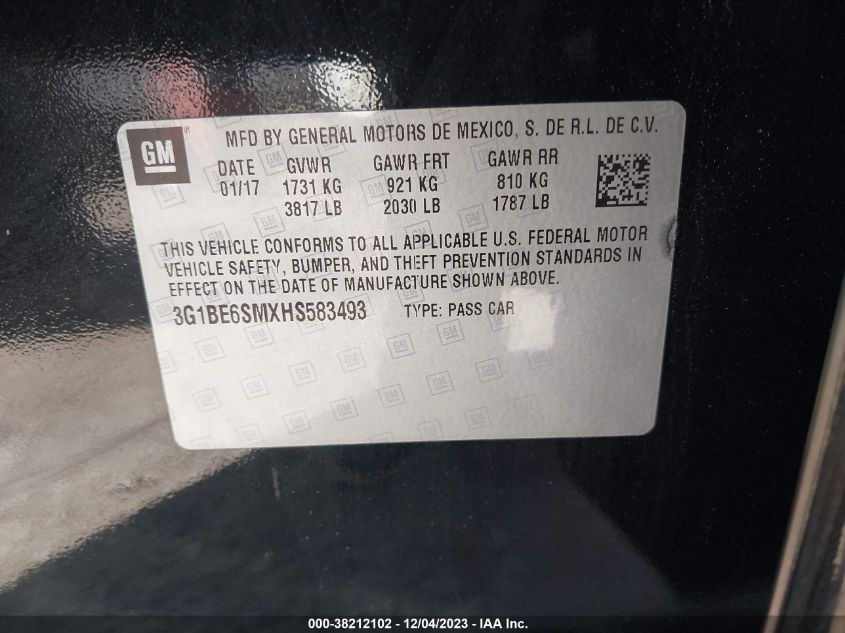 GM ® MFD BY GENERAL MOTORS DE MEXICO, S. DE R.L. DE C.V.
DATE GVWR GAWR FRT GAWR RR
01/17 1731 KG 921 KG 810 KG
3817 LB 2030 LB 1787 LB
THIS VEHICLE CONFORMS TO ALL APPLICABLE U.S. FEDERAL MOTOR
VEHICLE SAFETY, BUMPER, AND THEFT PREVENTION STANDARDS IN
EFFECT ON THE DATE OF MANUFACTURE SHOWN ABOVE.
3G1BE6SMXHS583493 TYPE: PASS CAR
000-38212102 - 12/04/2023 - IAA Inc.